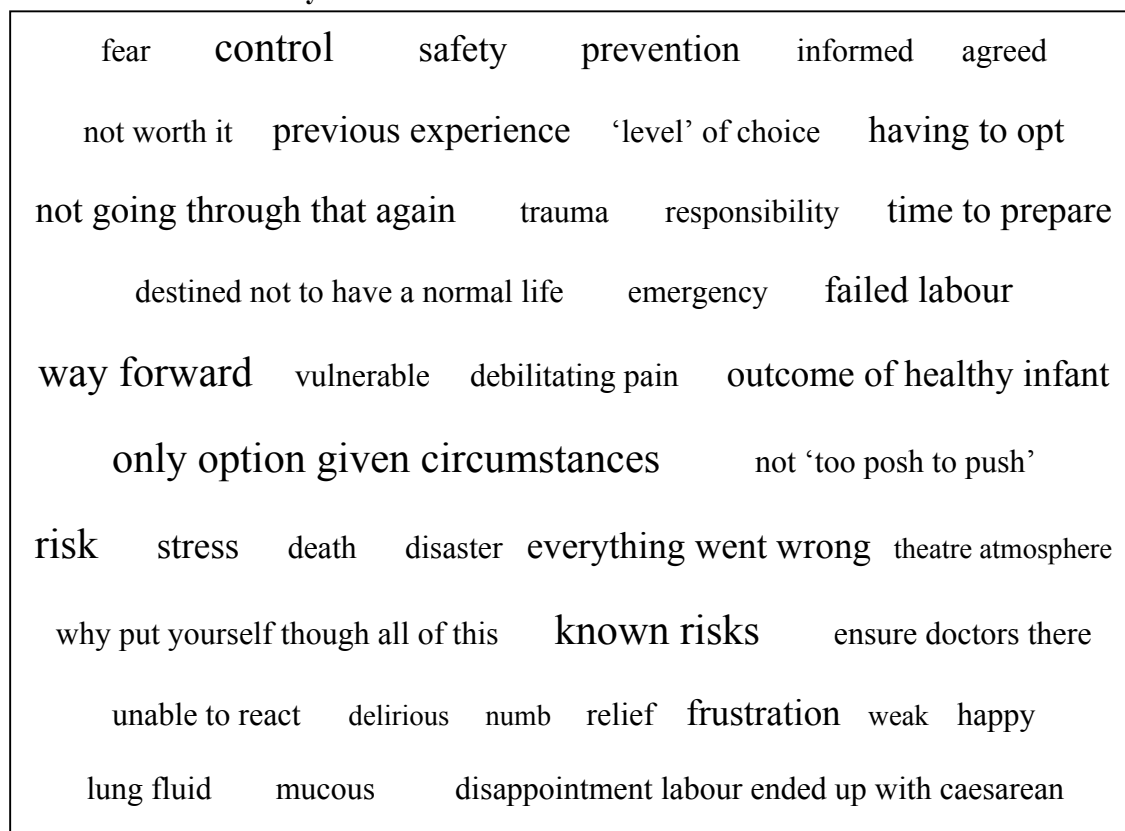 fear control safety prevention informed agreed
not worth it previous experience ‘level’ of choice having to opt
not going through that again trauma responsibility time to prepare
destined not to have a normal life emergency failed labour
way forward vulnerable debilitating pain outcome of healthy infant
only option given circumstances not ‘too posh to push’
risk stress death disaster everything went wrong theatre atmosphere
why put yourself though all of this known risks ensure doctors there
unable to react delirious numb relief frustration weak happy
lung fluid mucous disappointment labour ended up with caesarean